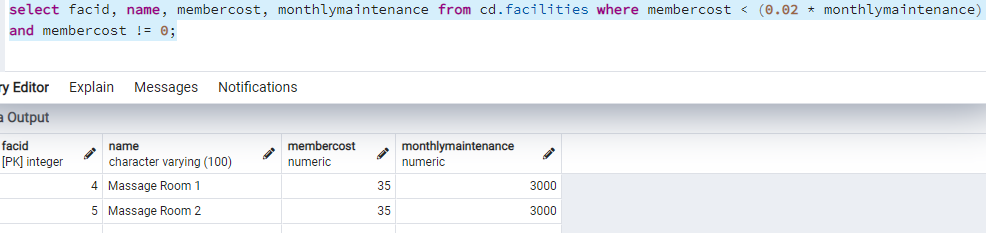 select facid, name, membercost, monthlymaintenance from cd.facilities where membercost < (0.02 * monthlymaintenance)
and membercost != 0;
ry Editor Explain Messages Notifications
a Output
facid name membercost monthlymaintenance
[PK] integer character varying (100) numeric numeric
4 Massage Room 1 35 3000
5 Massage Room 2 35 3000